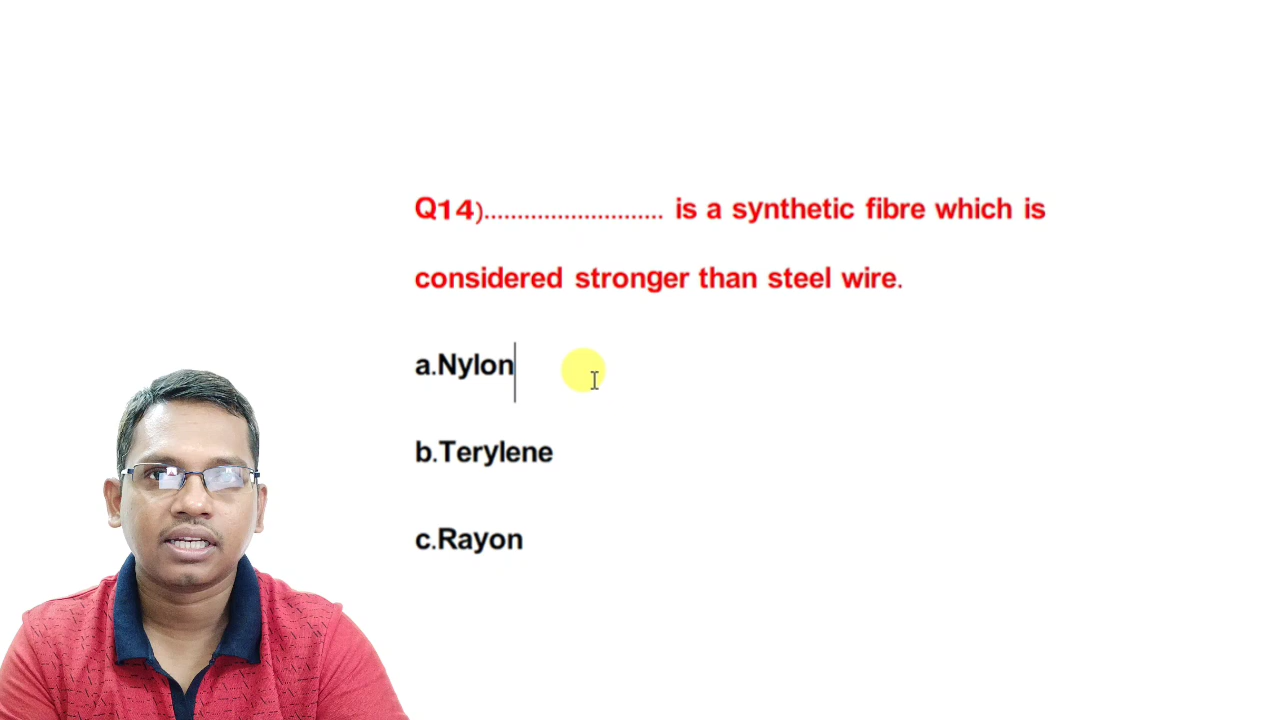 Q14)........................... is a synthetic fibre which is
considered stronger than steel wire.
a.Nylon
b.Terylene
c.Rayon